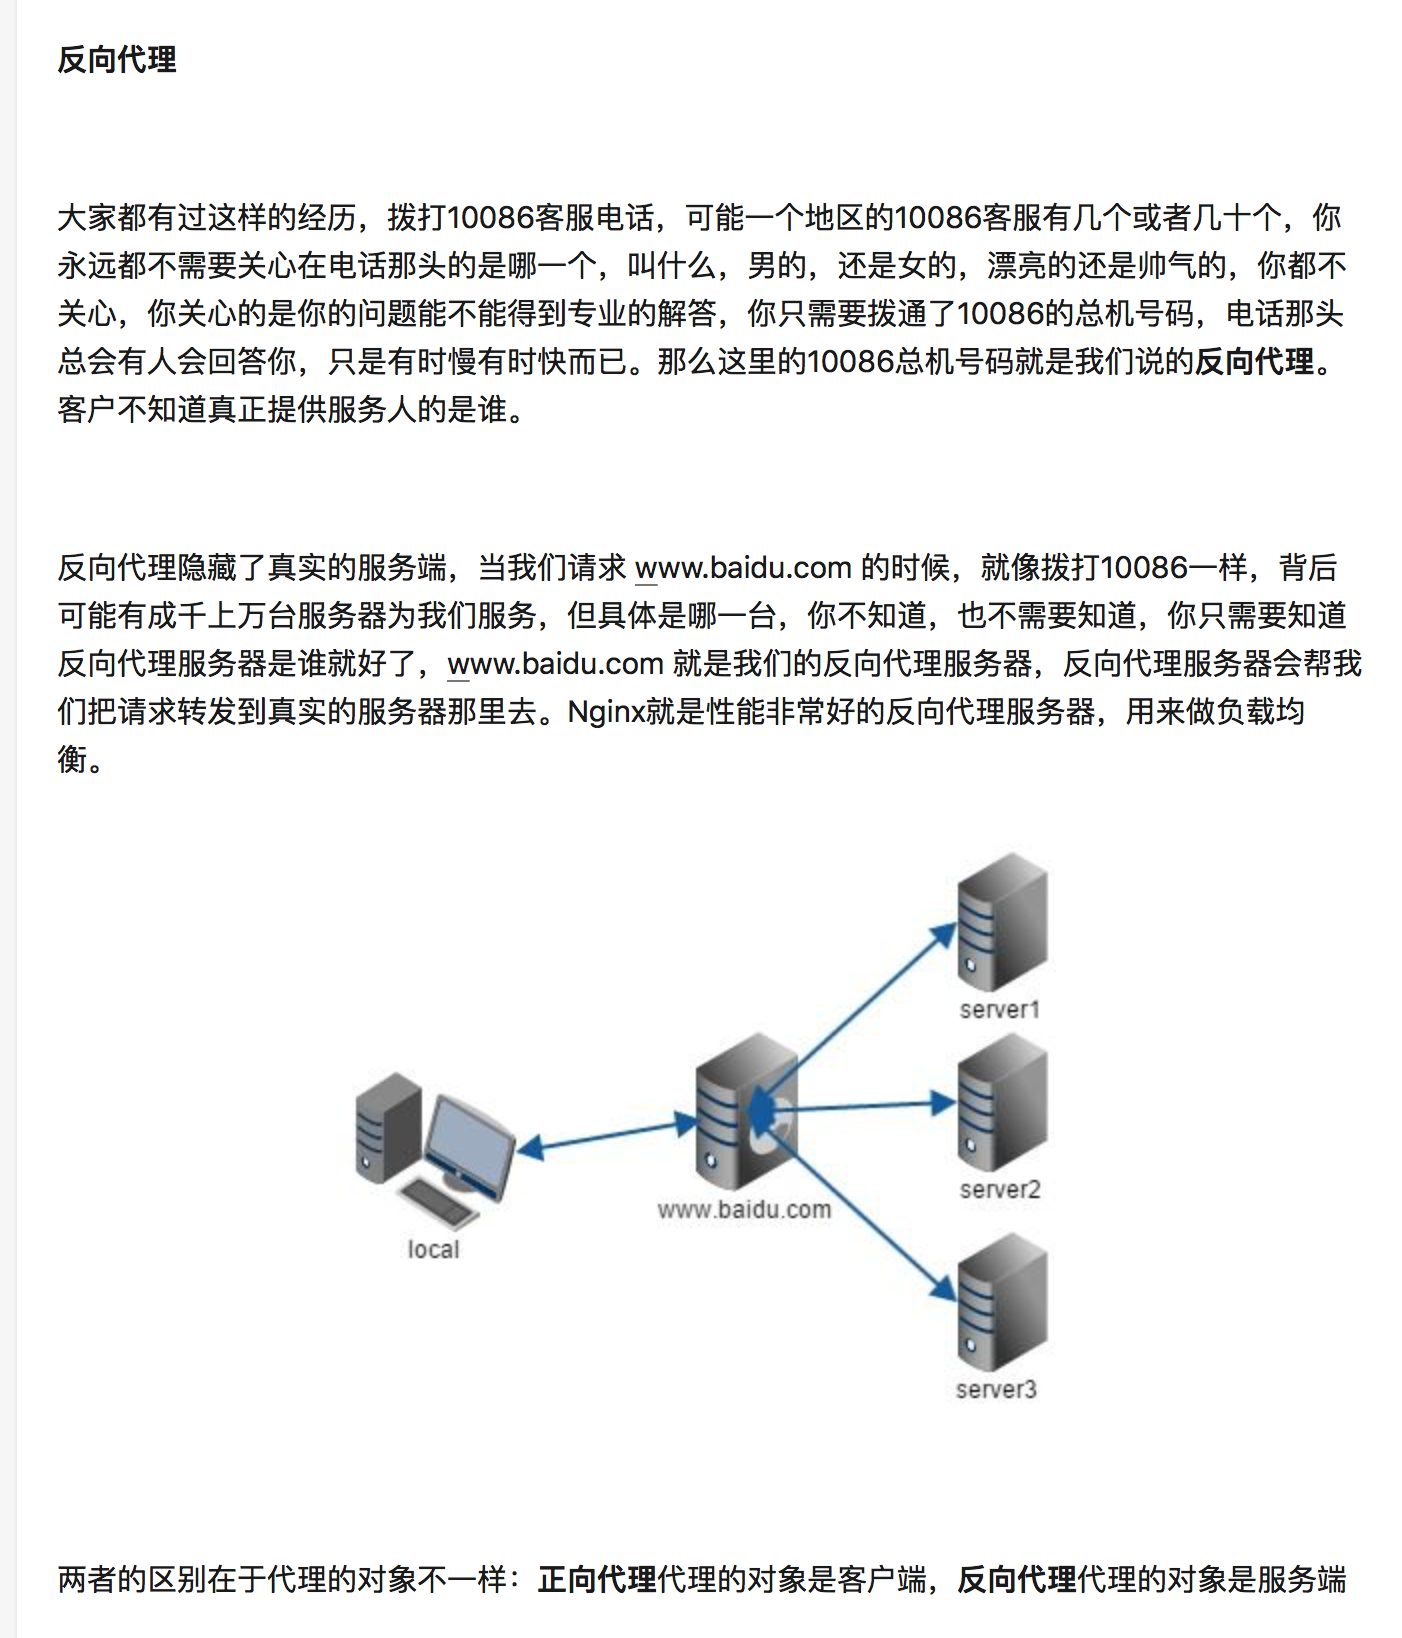 反向代理
大家都有过这样的经历，拨打10086客服电话，可能一个地区的10086客服有几个或者几十个，你
永远都不需要关心在电话那头的是哪一个，叫什么，男的，还是女的，漂亮的还是帅气的，你都不
关心，你关心的是你的问题能不能得到专业的解答，你只需要拨通了10086的总机号码，电话那头
总会有人会回答你，只是有时慢有时快而已。那么这里的10086总机号码就是我们说的反向代理。
客户不知道真正提供服务人的是谁。
反向代理隐藏了真实的服务端，当我们请求 www.baidu.com 的时候，就像拨打10086一样，背后
可能有成千上万台服务器为我们服务，但具体是哪一台，你不知道，也不需要知道，你只需要知道
反向代理服务器是谁就好了，www.baidu.com 就是我们的反向代理服务器，反向代理服务器会帮我
们把请求转发到真实的服务器那里去。Nginx就是性能非常好的反向代理服务器，用来做负载均
衡。
server1
server2
www.baidu.com
local
server3
两者的区别在于代理的对象不一样：正向代理代理的对象是客户端，反向代理代理的对象是服务端